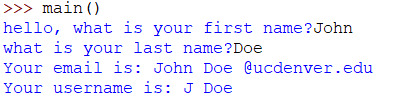 >>> main()
hello, what is your first name?John
what is your last name?Doe
Your email is: John Doe @ucdenver.edu
Your username is: J Doe